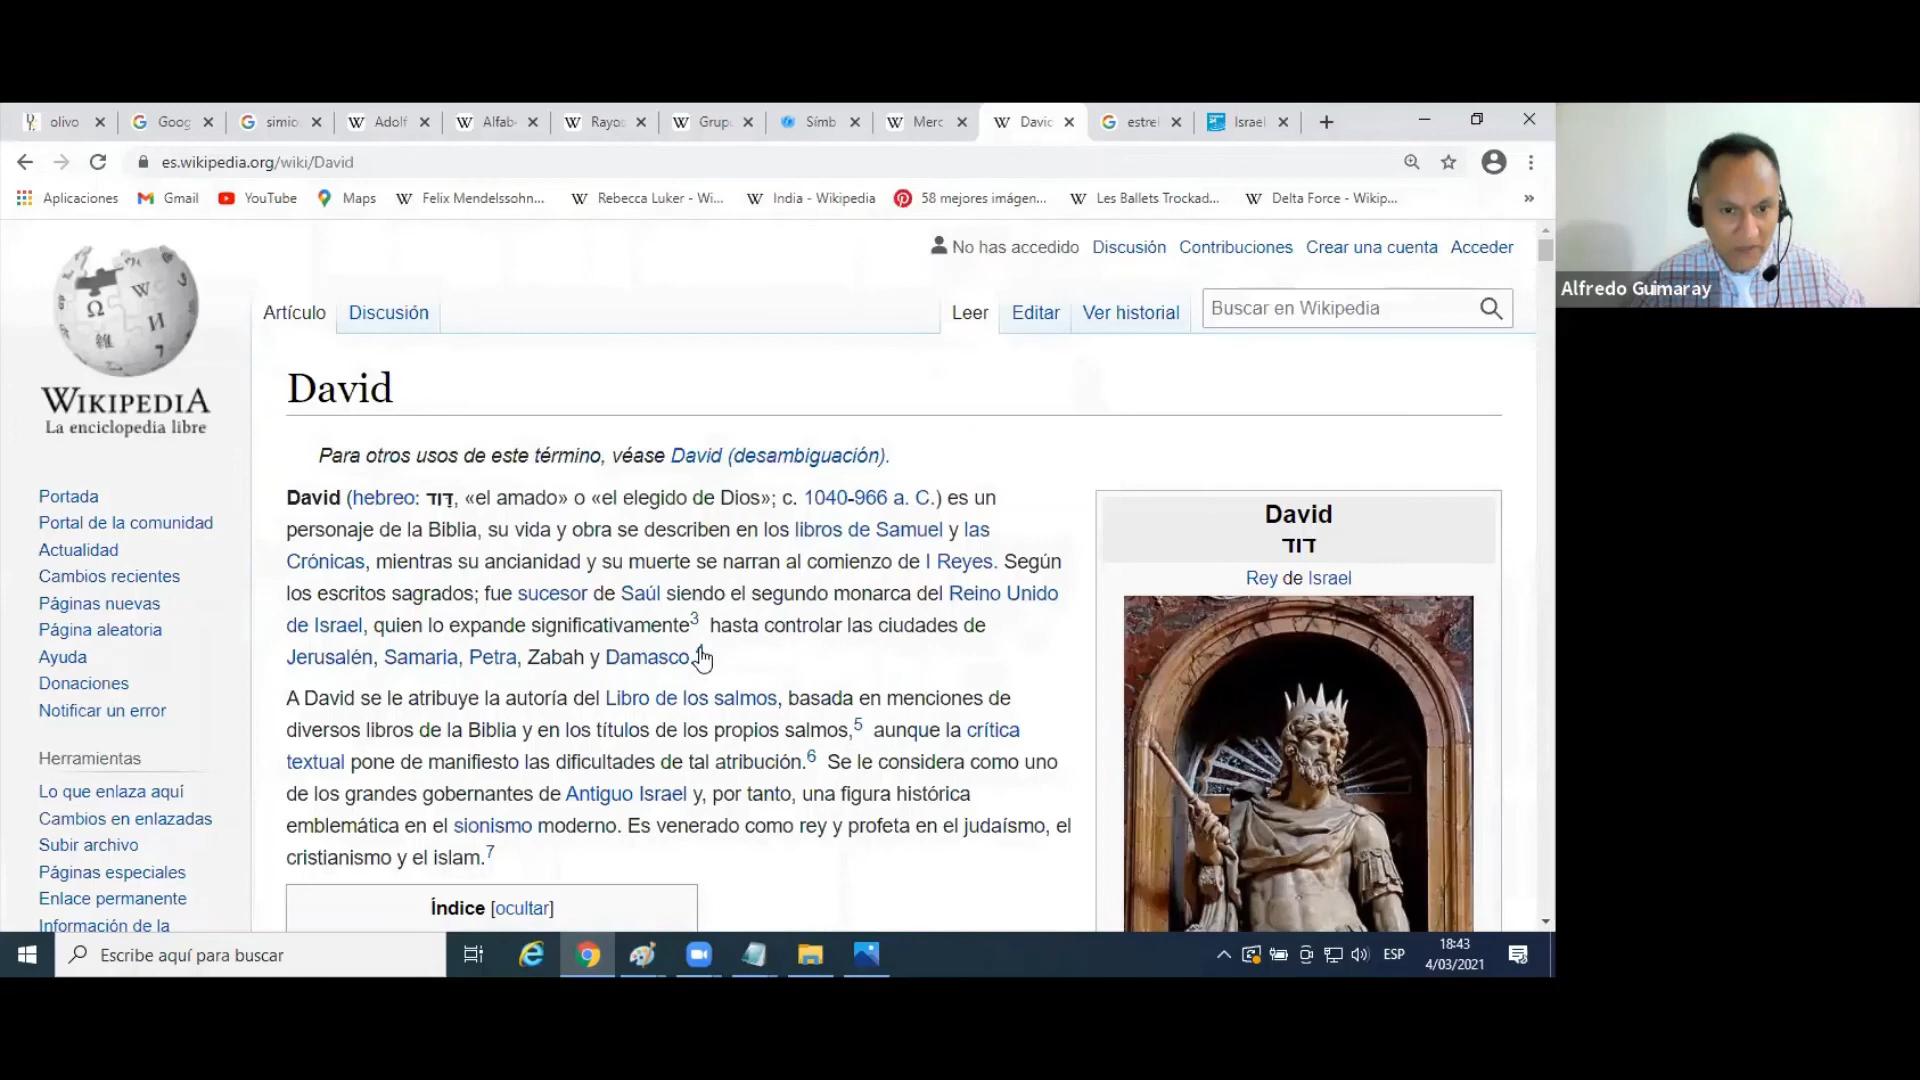 olivo
Goog
simio
Adolf
Alfab
Rayo
Grup
Símb
Merc
David
estrel
Israel
es.wikipedia.org/wiki/David
Aplicaciones
Gmail
YouTube
Maps
Felix Mendelssohn...
Rebecca Luker - Wi...
India - Wikipedia
58 mejores imágen...
Les Ballets Trockad...
Delta Force - Wikip...
»
Alfredo Guimaray
No has accedido Discusión Contribuciones Crear una cuenta Acceder
Artículo Discusión Leer Editar Ver historial Buscar en Wikipedia
WIKIPEDIA
La enciclopedia libre
Portada
Portal de la comunidad
Actualidad
Cambios recientes
Páginas nuevas
Página aleatoria
Ayuda
Donaciones
Notificar un error
Herramientas
Lo que enlaza aquí
Cambios en enlazadas
Subir archivo
Páginas especiales
Enlace permanente
Información de la
David
Para otros usos de este término, véase David (desambiguación).
David (hebreo: דָּוִד, «el amado» o «el elegido de Dios»; c. 1040-966 a. C.) es un
personaje de la Biblia, su vida y obra se describen en los libros de Samuel y las
Crónicas, mientras su ancianidad y su muerte se narran al comienzo de I Reyes. Según
los escritos sagrados; fue sucesor de Saúl siendo el segundo monarca del Reino Unido
de Israel, quien lo expande significativamente3 hasta controlar las ciudades de
Jerusalén, Samaria, Petra, Zabah y Damasco.
A David se le atribuye la autoría del Libro de los salmos, basada en menciones de
diversos libros de la Biblia y en los títulos de los propios salmos,5 aunque la crítica
textual pone de manifiesto las dificultades de tal atribución.6 Se le considera como uno
de los grandes gobernantes de Antiguo Israel y, por tanto, una figura histórica
emblemática en el sionismo moderno. Es venerado como rey y profeta en el judaísmo, el
cristianismo y el islam.7
Índice [ocultar]
David
דוד
Rey de Israel
Escribe aquí para buscar
ESP
18:43
4/03/2021